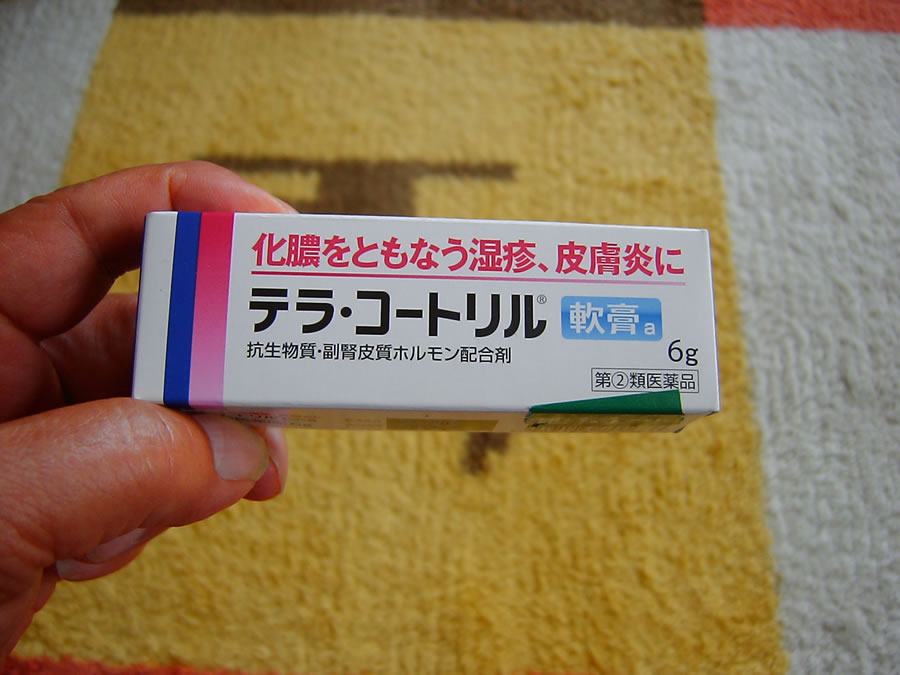 化膿をともなう湿疹、皮膚炎に
テラ・コートリル® 軟膏a
抗生物質・副腎皮質ホルモン配合剤
6g
第②類医薬品